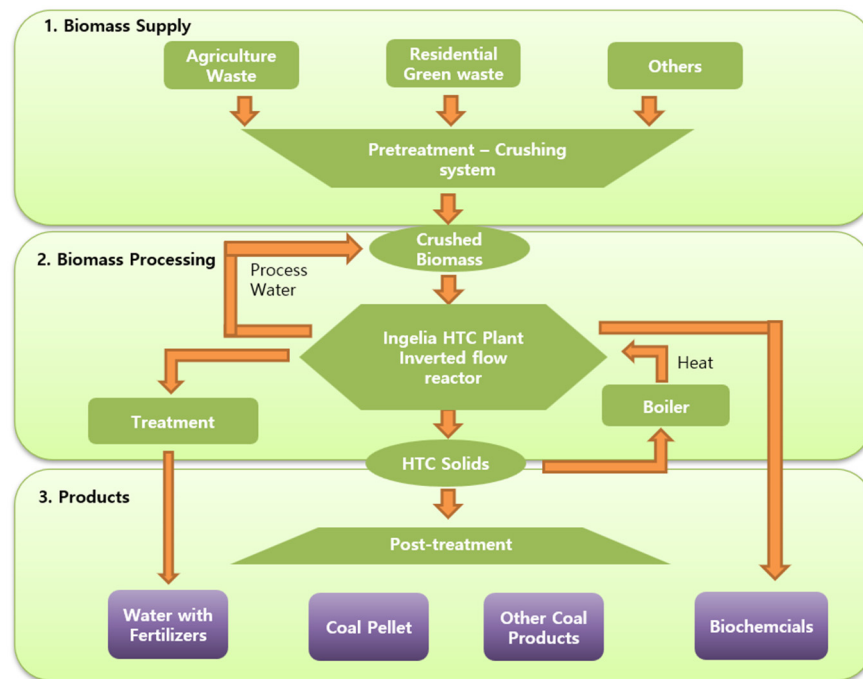 1. Biomass Supply
Agriculture
Waste
Residential
Green waste
Others
Pretreatment – Crushing
system
2. Biomass Processing
Crushed
Biomass
Process
Water
Ingelia HTC Plant
Inverted flow
reactor
Heat
Treatment
Boiler
HTC Solids
3. Products
Post-treatment
Water with
Fertilizers
Coal Pellet
Other Coal
Products
Biochemcials